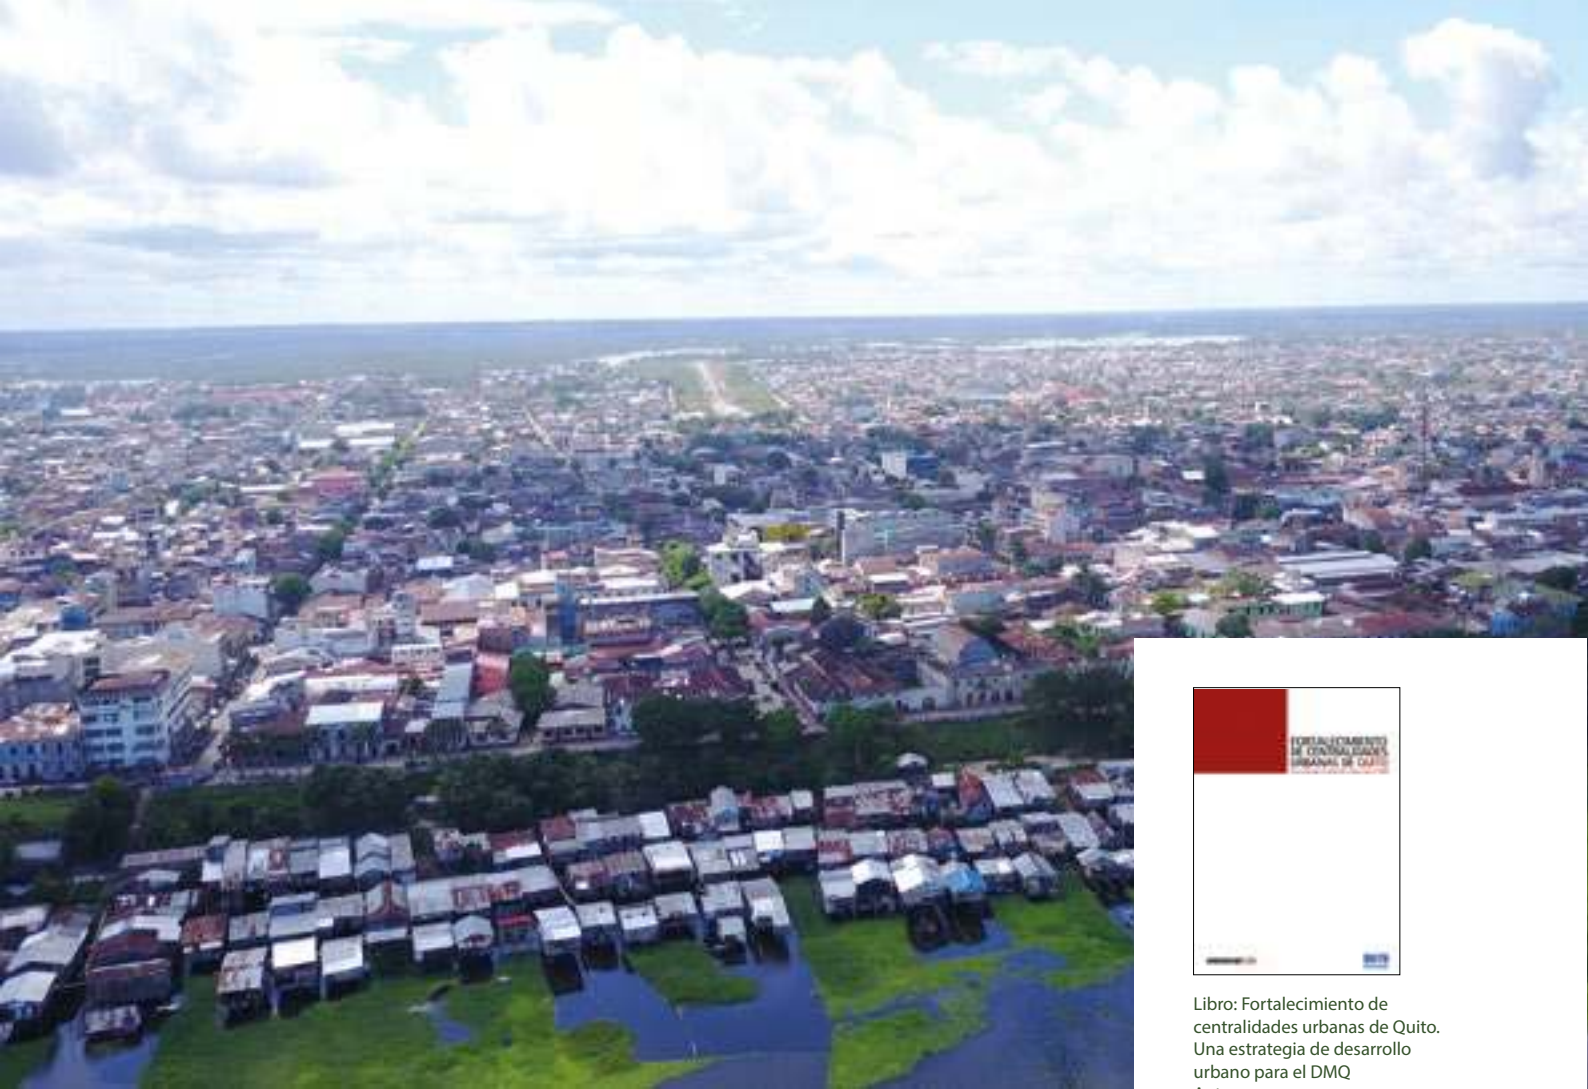 FORTALECIMIENTO
DE CENTRALIDADES
URBANAS DE QUITO
Libro: Fortalecimiento de
centralidades urbanas de Quito.
Una estrategia de desarrollo
urbano para el DMQ